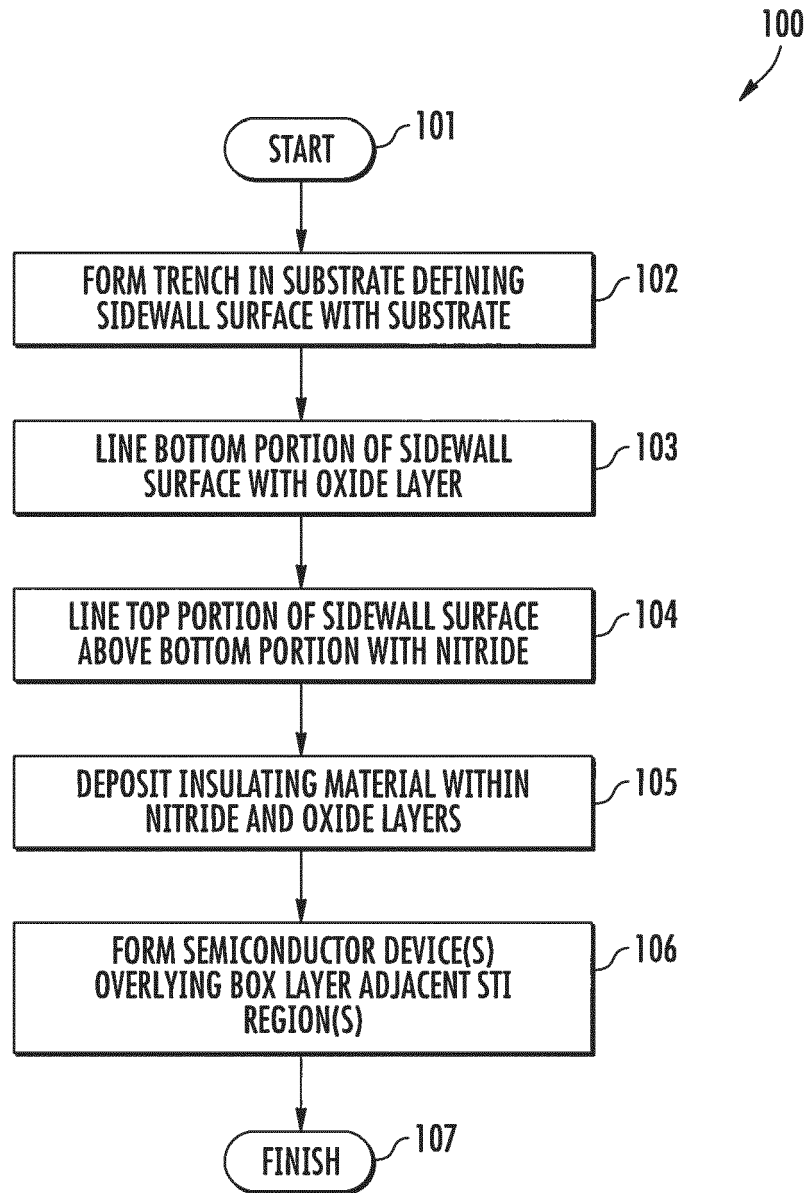 100
START
101
FORM TRENCH IN SUBSTRATE DEFINING
SIDEWALL SURFACE WITH SUBSTRATE
102
LINE BOTTOM PORTION OF SIDEWALL
SURFACE WITH OXIDE LAYER
103
LINE TOP PORTION OF SIDEWALL SURFACE
ABOVE BOTTOM PORTION WITH NITRIDE
104
DEPOSIT INSULATING MATERIAL WITHIN
NITRIDE AND OXIDE LAYERS
105
FORM SEMICONDUCTOR DEVICE(S)
OVERLYING BOX LAYER ADJACENT STI
REGION(S)
106
FINISH
107